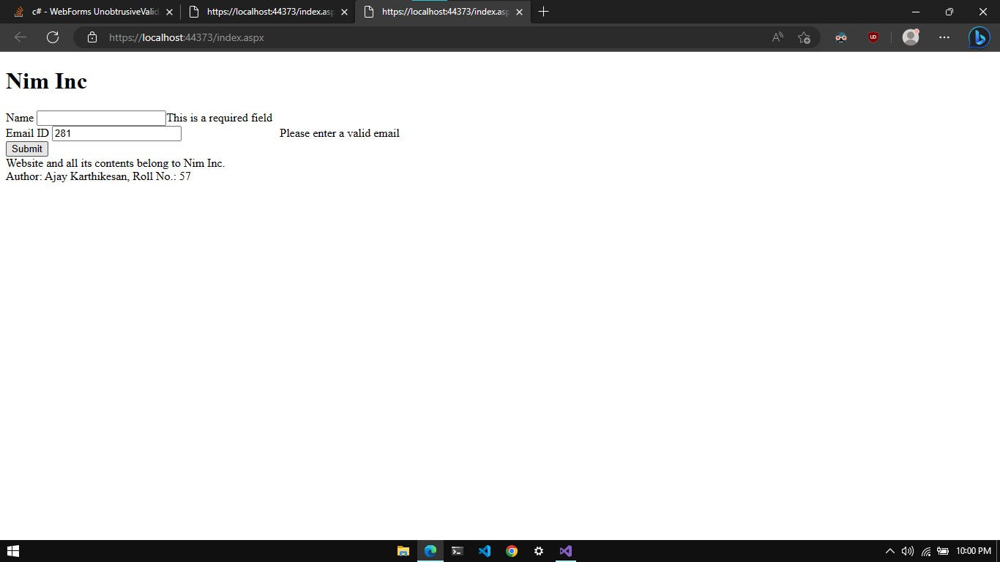 c# - WebForms UnobtrusiveValid
https://localhost:44373/index.asp
https://localhost:44373/index.asp
https://localhost:44373/index.aspx
Nim Inc
Name This is a required field
Email ID 281 Please enter a valid email
Submit
Website and all its contents belong to Nim Inc.
Author: Ajay Karthikesan, Roll No.: 57
10:00 PM